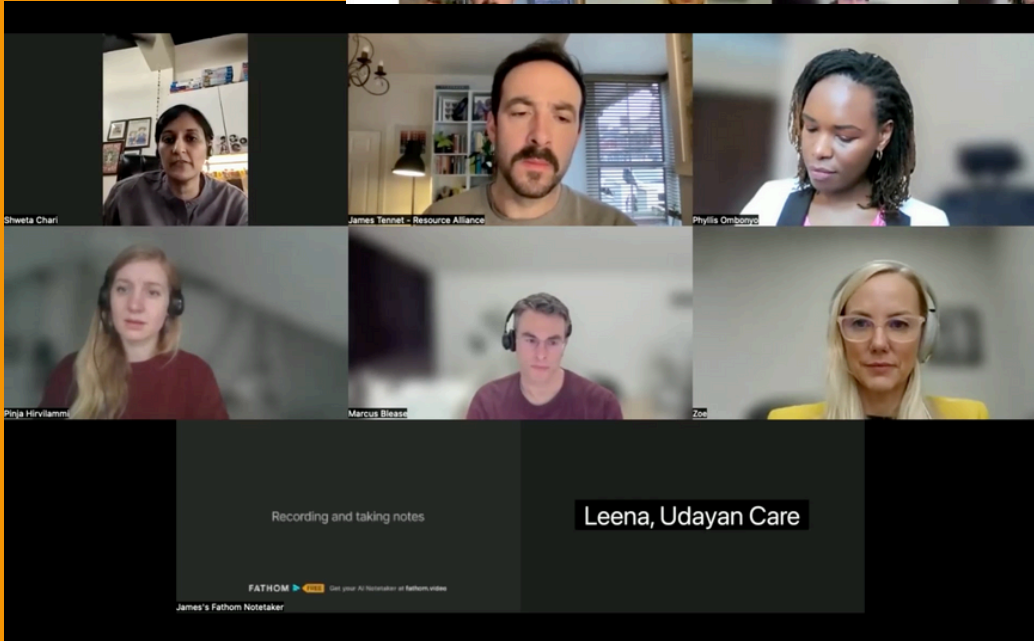 Shweta Chari
James Tennet - Resource Alliance
Phyllis Ombonyo
Pinja Hirvilammi
Marcus Blease
Zoe
Recording and taking notes
FATHOM FREE Get your AI Notetaker at fathom.video
James's Fathom Notetaker
Leena, Udayan Care